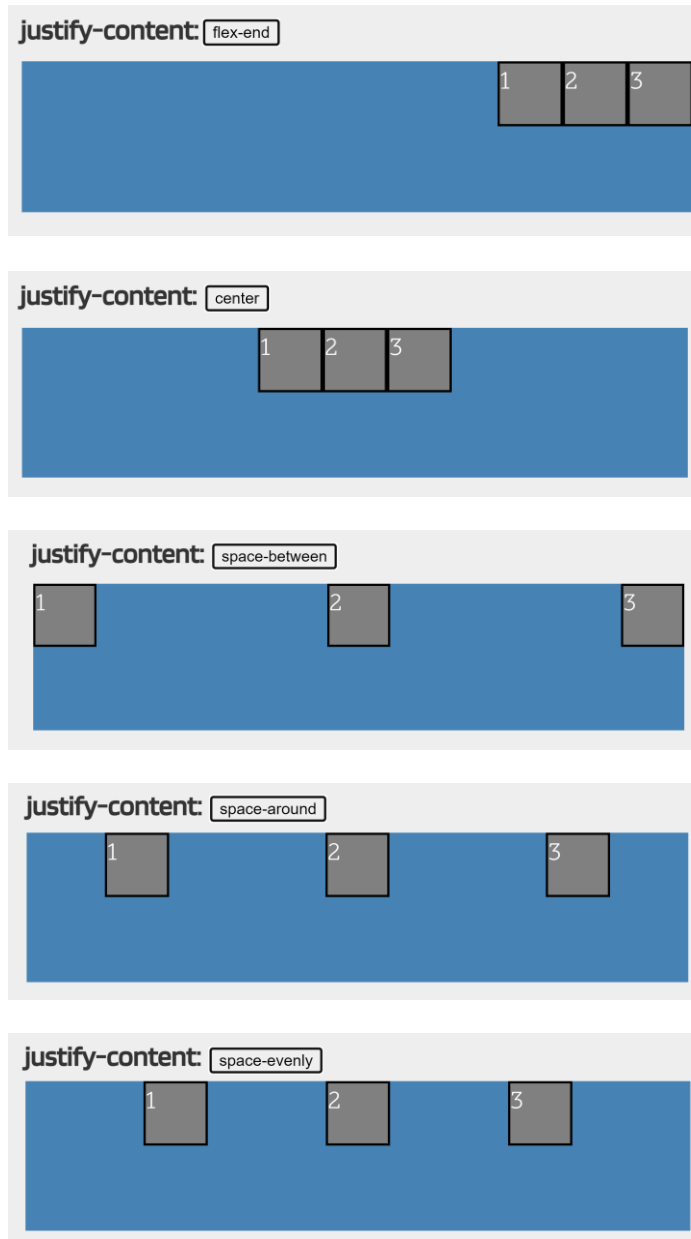 justify-content: flex-end
1 2 3
justify-content: center
1 2 3
justify-content: space-between
1 2 3
justify-content: space-around
1 2 3
justify-content: space-evenly
1 2 3